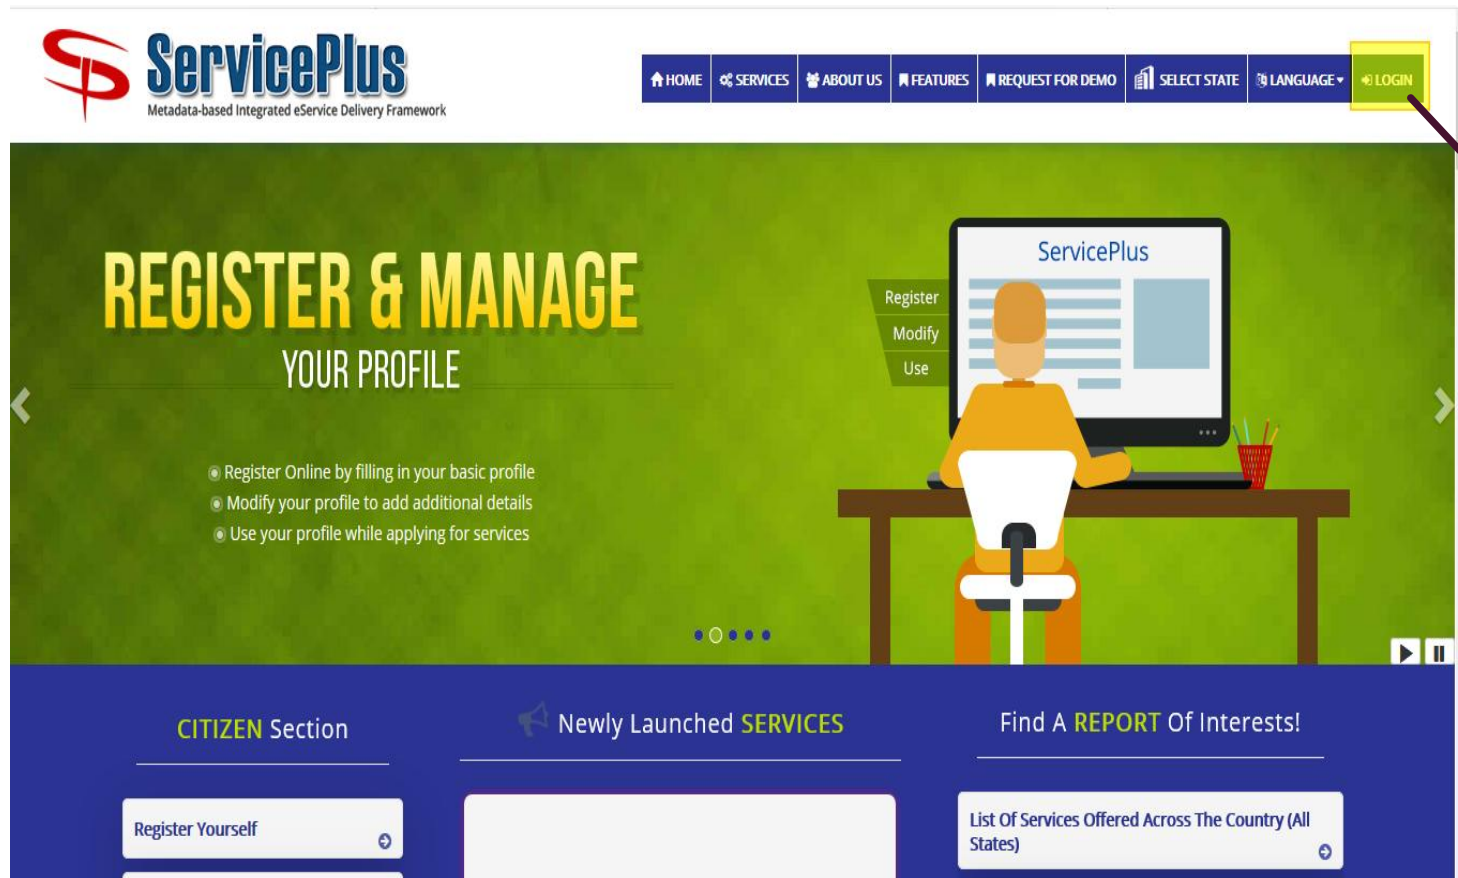 ServicePlus
Metadata-based Integrated eService Delivery Framework
HOME SERVICES ABOUT US FEATURES REQUEST FOR DEMO SELECT STATE LANGUAGE LOGIN
REGISTER & MANAGE
YOUR PROFILE
Register Online by filling in your basic profile
Modify your profile to add additional details
Use your profile while applying for services
ServicePlus
Register
Modify
Use
CITIZEN Section
Register Yourself
Newly Launched SERVICES
Find A REPORT Of Interests!
List Of Services Offered Across The Country (All
States)